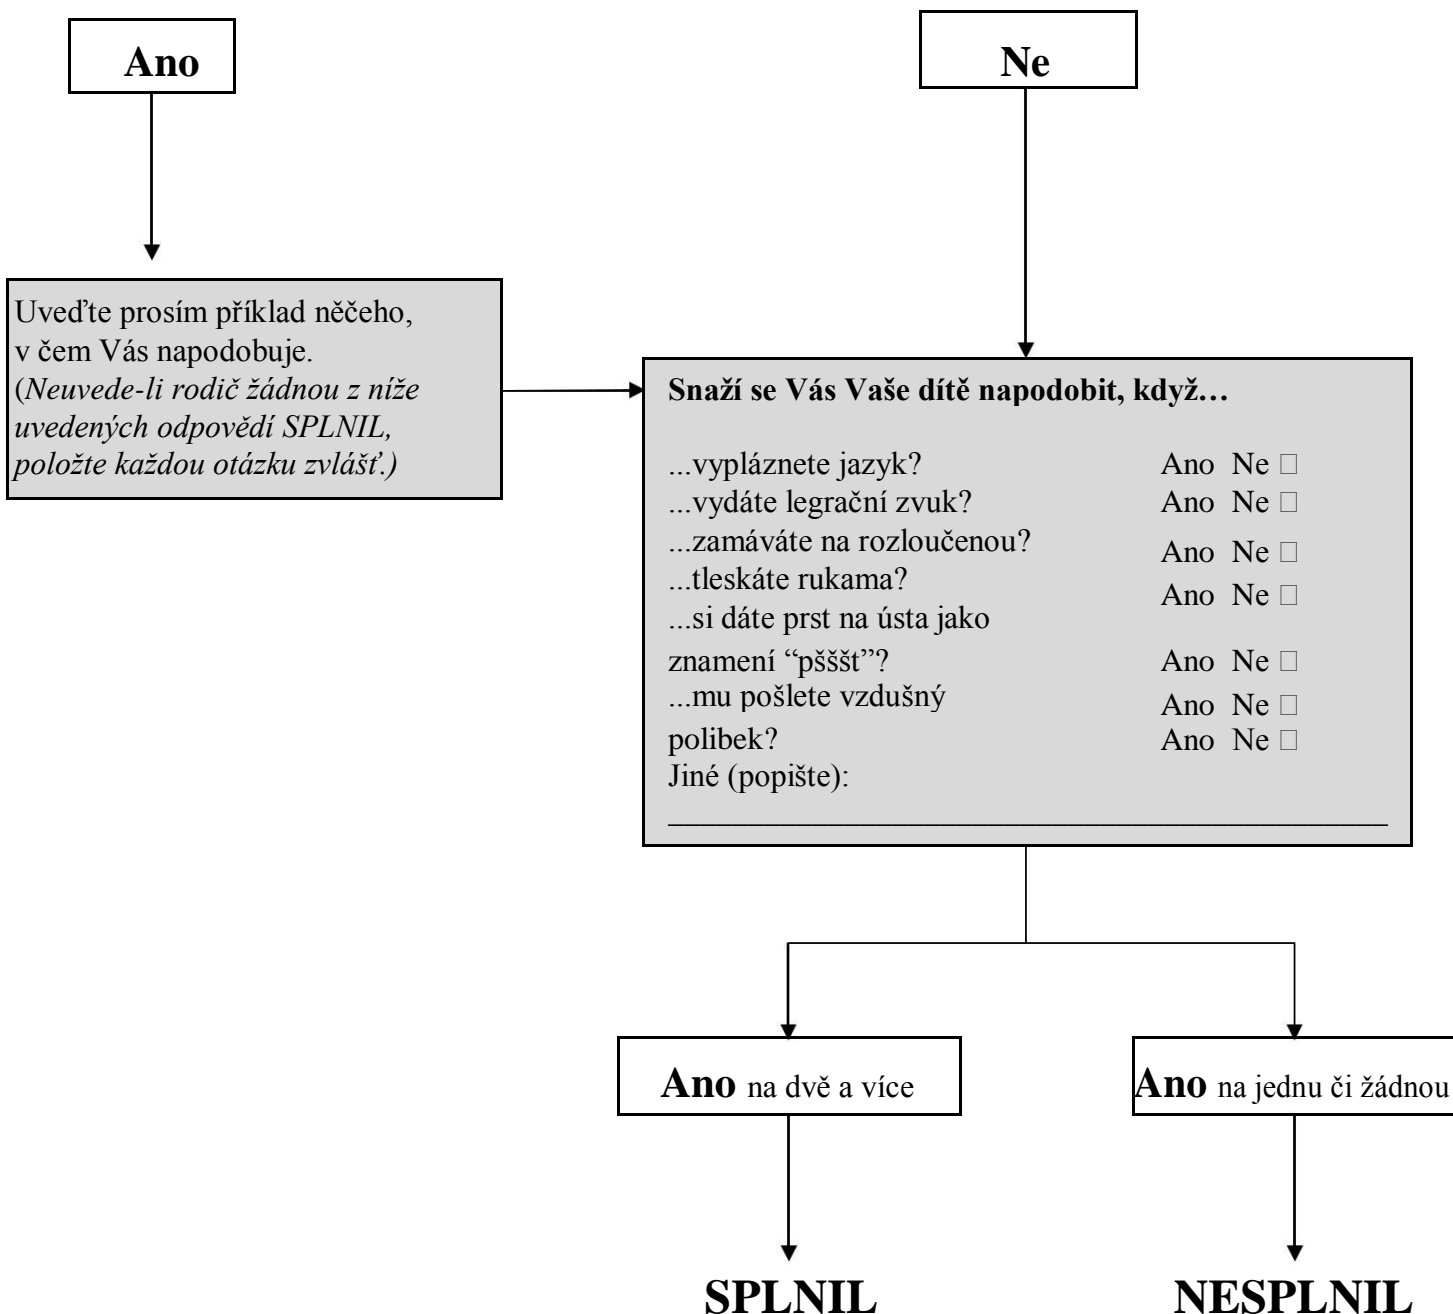 Ano
Ne
Uveďte prosím příklad něčeho,
v čem Vás napodobuje.
(Neuvede-li rodič žádnou z níže
uvedených odpovědí SPLNIL,
položte každou otázku zvlášť.)
Snaží se Vás Vaše dítě napodobit, když…
...vypláznete jazyk? Ano Ne □
...vydáte legrační zvuk? Ano Ne □
...zamáváte na rozloučenou? Ano Ne □
...tleskáte rukama? Ano Ne □
...si dáte prst na ústa jako
znamení “pšššt”? Ano Ne □
...mu pošlete vzdušný Ano Ne □
polibek? Ano Ne □
Jiné (popište):
Ano na dvě a více
Ano na jednu či žádnou
SPLNIL
NESPLNIL